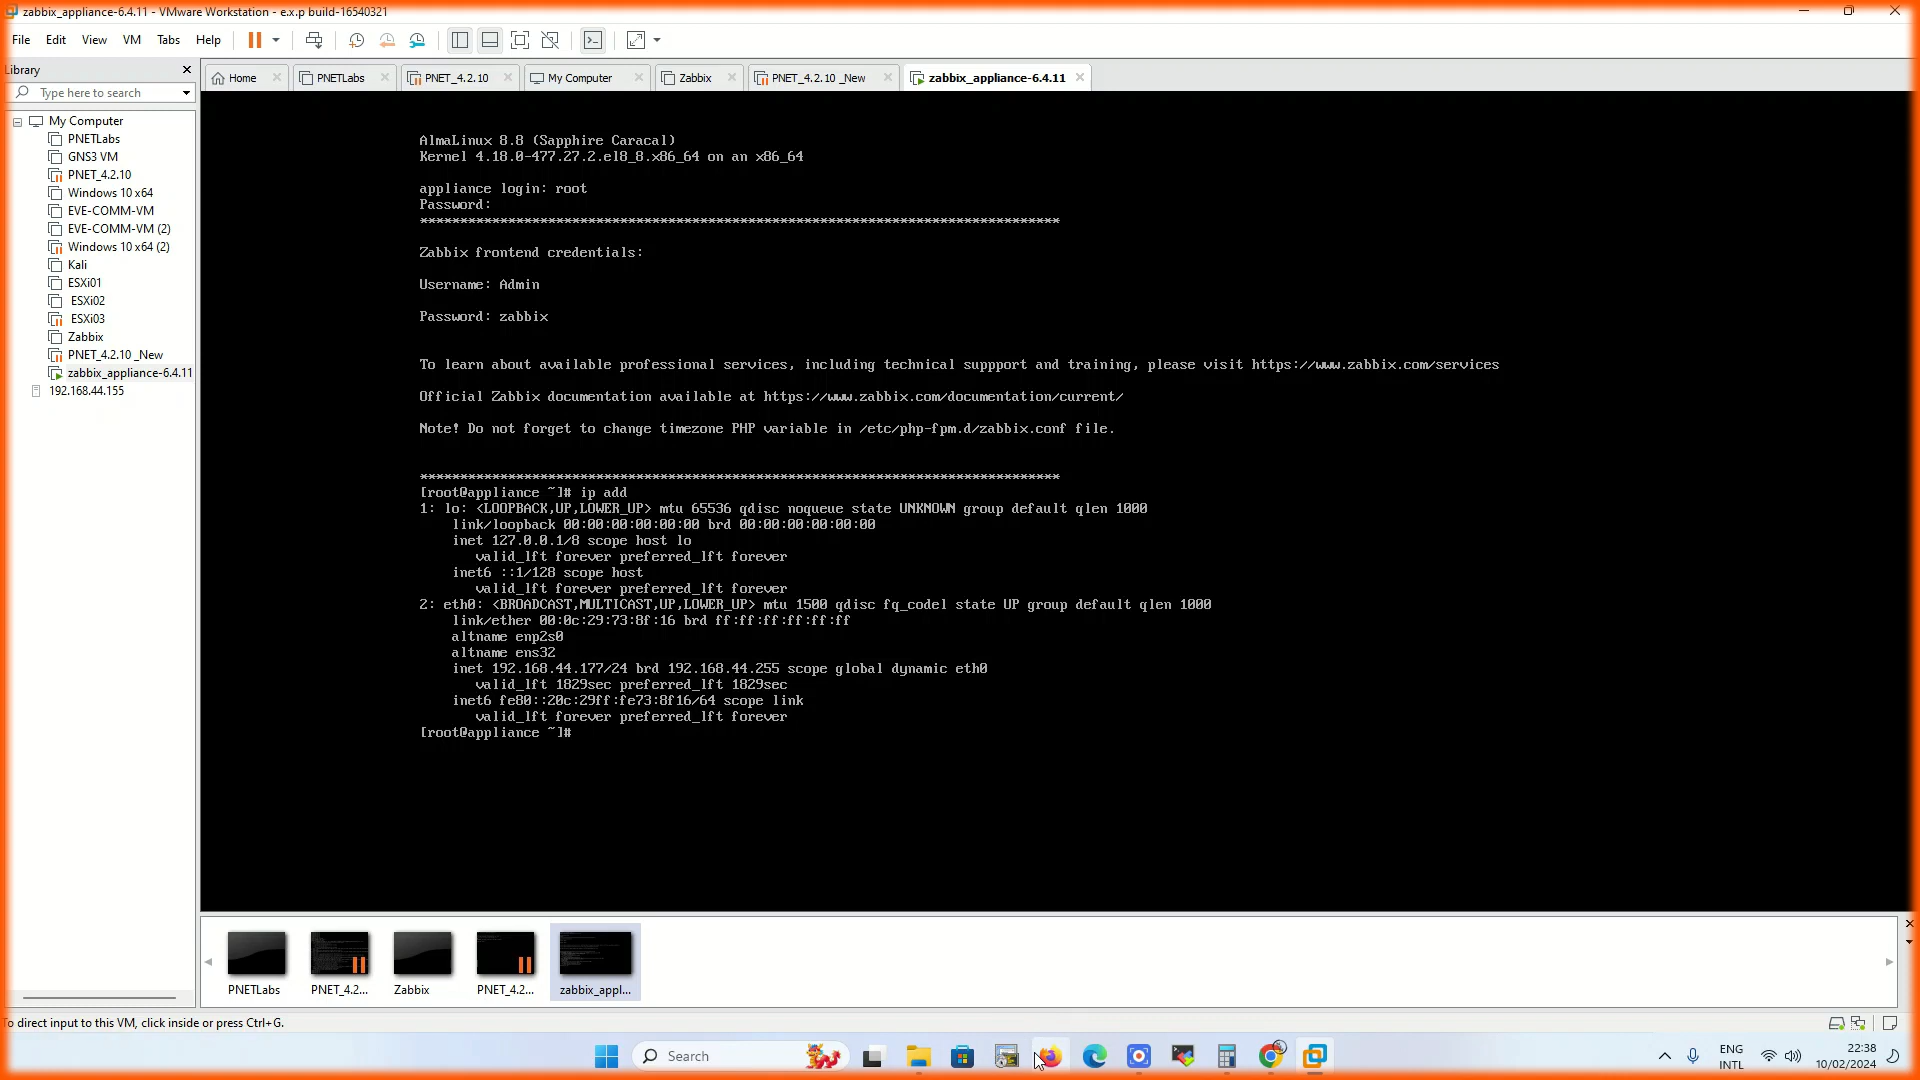 zabbix_appliance-6.4.11 - VMware Workstation - e.x.p build-16540321
File Edit View VM Tabs Help
Library
Type here to search
My Computer
PNETLabs
GNS3 VM
PNET_4.2.10
Windows 10 x64
EVE-COMM-VM
EVE-COMM-VM (2)
Windows 10 x64 (2)
Kali
ESXi01
ESXi02
ESXi03
Zabbix
PNET_4.2.10 _New
zabbix_appliance-6.4.11
192.168.44.155
Home PNETLabs PNET_4.2.10 My Computer Zabbix PNET_4.2.10 _New zabbix_appliance-6.4.11
AlmaLinux 8.8 (Sapphire Caracal)
Kernel 4.18.0-477.27.2.el8_8.x86_64 on an x86_64
appliance login: root
Password:
********************************************************************************
Zabbix frontend credentials:
Username: Admin
Password: zabbix
To learn about available professional services, including technical suppport and training, please visit https://www.zabbix.com/services
Official Zabbix documentation available at https://www.zabbix.com/documentation/current/
Note! Do not forget to change timezone PHP variable in /etc/php-fpm.d/zabbix.conf file.
********************************************************************************
[root@appliance ~]# ip add
1: lo: <LOOPBACK,UP,LOWER_UP> mtu 65536 qdisc noqueue state UNKNOWN group default qlen 1000
link/loopback 00:00:00:00:00:00 brd 00:00:00:00:00:00
inet 127.0.0.1/8 scope host lo
valid_lft forever preferred_lft forever
inet6 ::1/128 scope host
valid_lft forever preferred_lft forever
2: eth0: <BROADCAST,MULTICAST,UP,LOWER_UP> mtu 1500 qdisc fq_codel state UP group default qlen 1000
link/ether 00:0c:29:73:8f:16 brd ff:ff:ff:ff:ff:ff
altname enp2s0
altname ens32
inet 192.168.44.177/24 brd 192.168.44.255 scope global dynamic eth0
valid_lft 1829sec preferred_lft 1829sec
inet6 fe80::20c:29ff:fe73:8f16/64 scope link
valid_lft forever preferred_lft forever
[root@appliance ~]#
PNETLabs PNET_4.2... Zabbix PNET_4.2... zabbix_appl...
To direct input to this VM, click inside or press Ctrl+G.
Search
ENG
INTL
22:38
10/02/2024